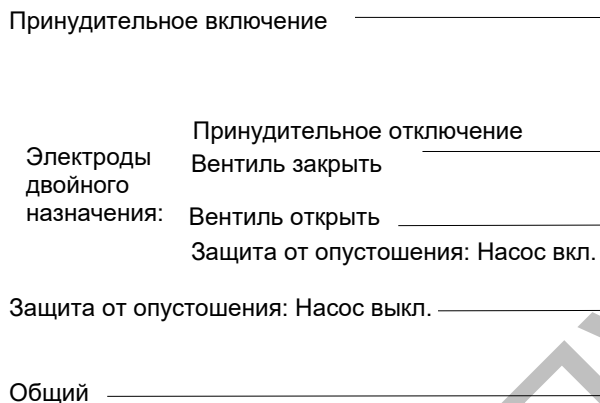 Принудительное включение
Принудительное отключение
Электроды
двойного
назначения:
Вентиль закрыть
Вентиль открыть
Защита от опустошения: Насос вкл.
Защита от опустошения: Насос выкл.
Общий